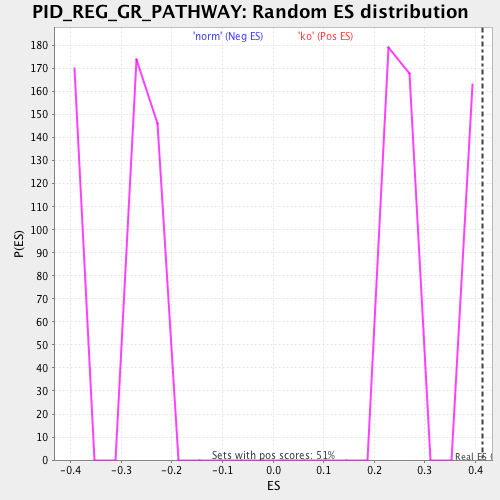 PID_REG_GR_PATHWAY: Random ES distribution
'norm' (Neg ES) 'ko' (Pos ES)
180
170
160
150
140
130
120
110
100
90
80
70
60
50
40
30
20
10
0
P(ES)
Sets with pos scores: 51%
Real ES (
-0.4 -0.3 -0.2 -0.1 0.0 0.1 0.2 0.3 0.4
ES